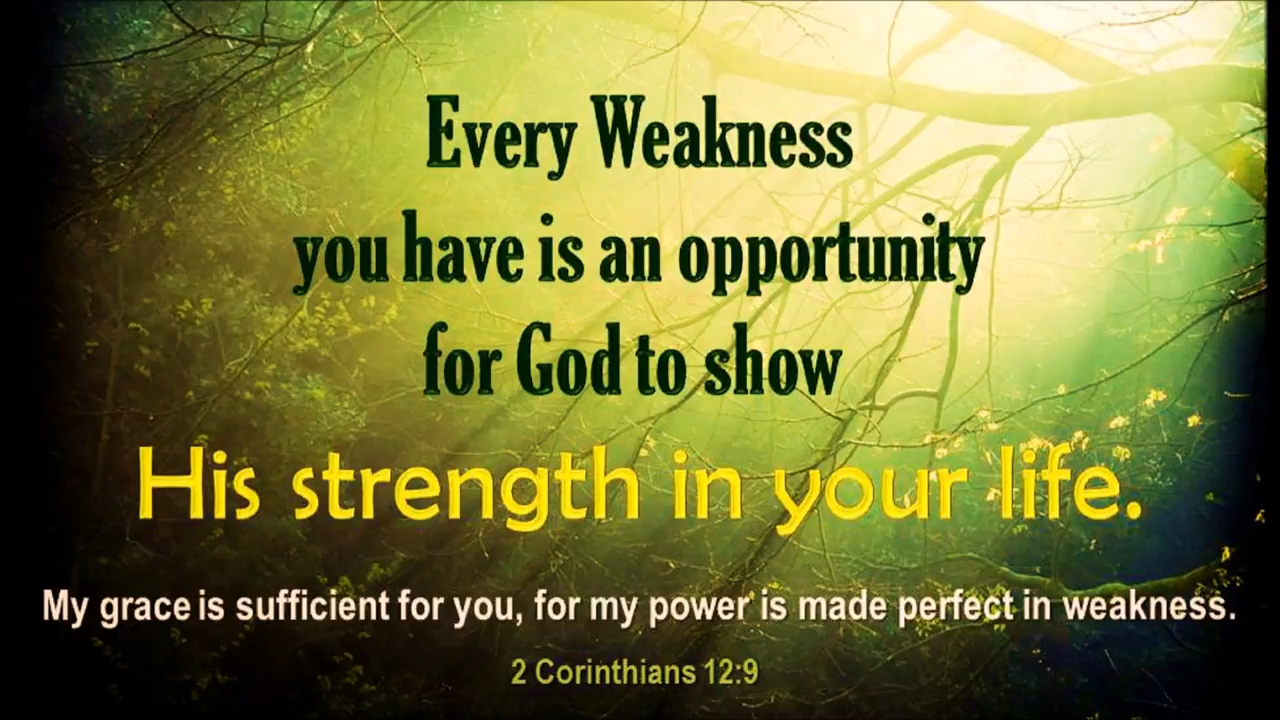 Every Weakness
you have is an opportunity
for God to show
His strength in your life.
My grace is sufficient for you, for my power is made perfect in weakness.
2 Corinthians 12:9